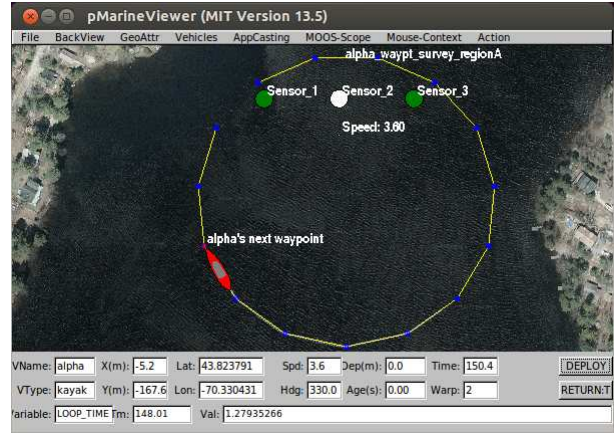 pMarineViewer (MIT Version 13.5)
File BackView GeoAttr Vehicles AppCasting MOOS-Scope Mouse-Context Action
alpha_waypt_survey_regionA
Sensor_1 Sensor_2 Sensor_3
Speed: 3.60
alpha's next waypoint
VName: alpha X(m): -5.2 Lat: 43.823791 Spd: 3.6 Dep(m): 0.0 Time: 150.4 DEPLOY
VType: kayak Y(m): -167.6 Lon: -70.330431 Hdg: 330.0 Age(s): 0.00 Warp: 2 RETURN:T
Variable: LOOP_TIME Tm: 148.01 Val: 1.27935266